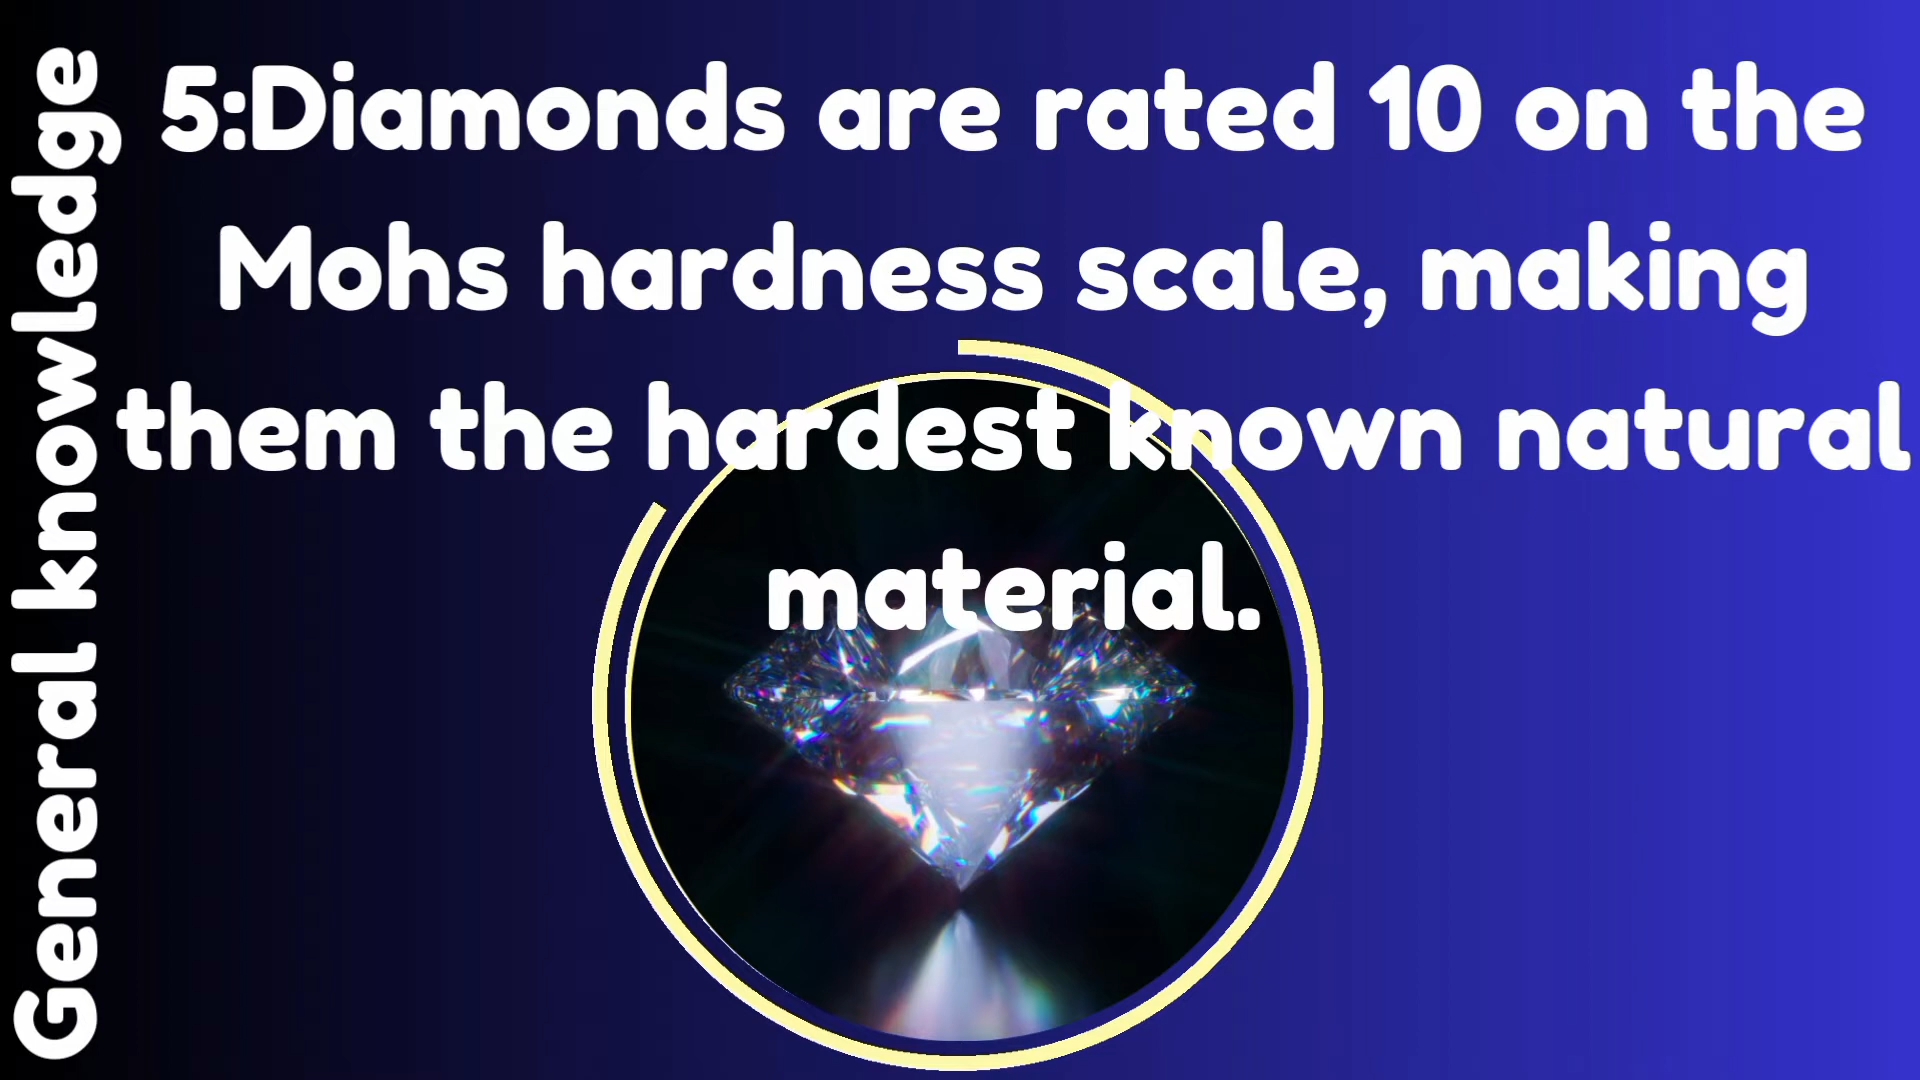 General knowledge
5:Diamonds are rated 10 on the
Mohs hardness scale, making
them the hardest known natural
material.